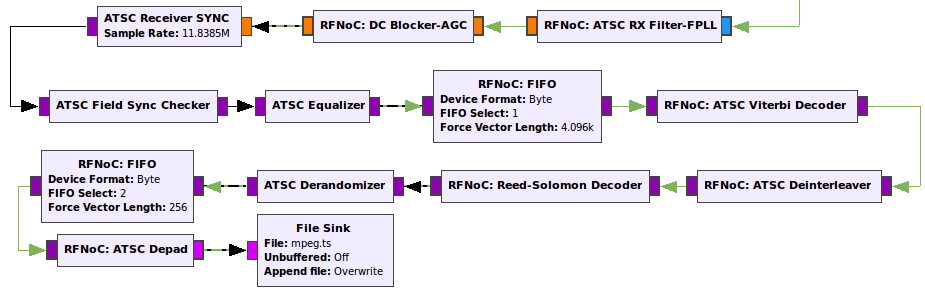 ATSC Receiver SYNC
Sample Rate: 11.8385M
RFNoC: DC Blocker-AGC
RFNoC: ATSC RX Filter-FPLL
ATSC Field Sync Checker
ATSC Equalizer
RFNoC: FIFO
Device Format: Byte
FIFO Select: 1
Force Vector Length: 4.096k
RFNoC: ATSC Viterbi Decoder
RFNoC: FIFO
Device Format: Byte
FIFO Select: 2
Force Vector Length: 256
ATSC Derandomizer
RFNoC: Reed-Solomon Decoder
RFNoC: ATSC Deinterleaver
RFNoC: ATSC Depad
File Sink
File: mpeg.ts
Unbuffered: Off
Append file: Overwrite